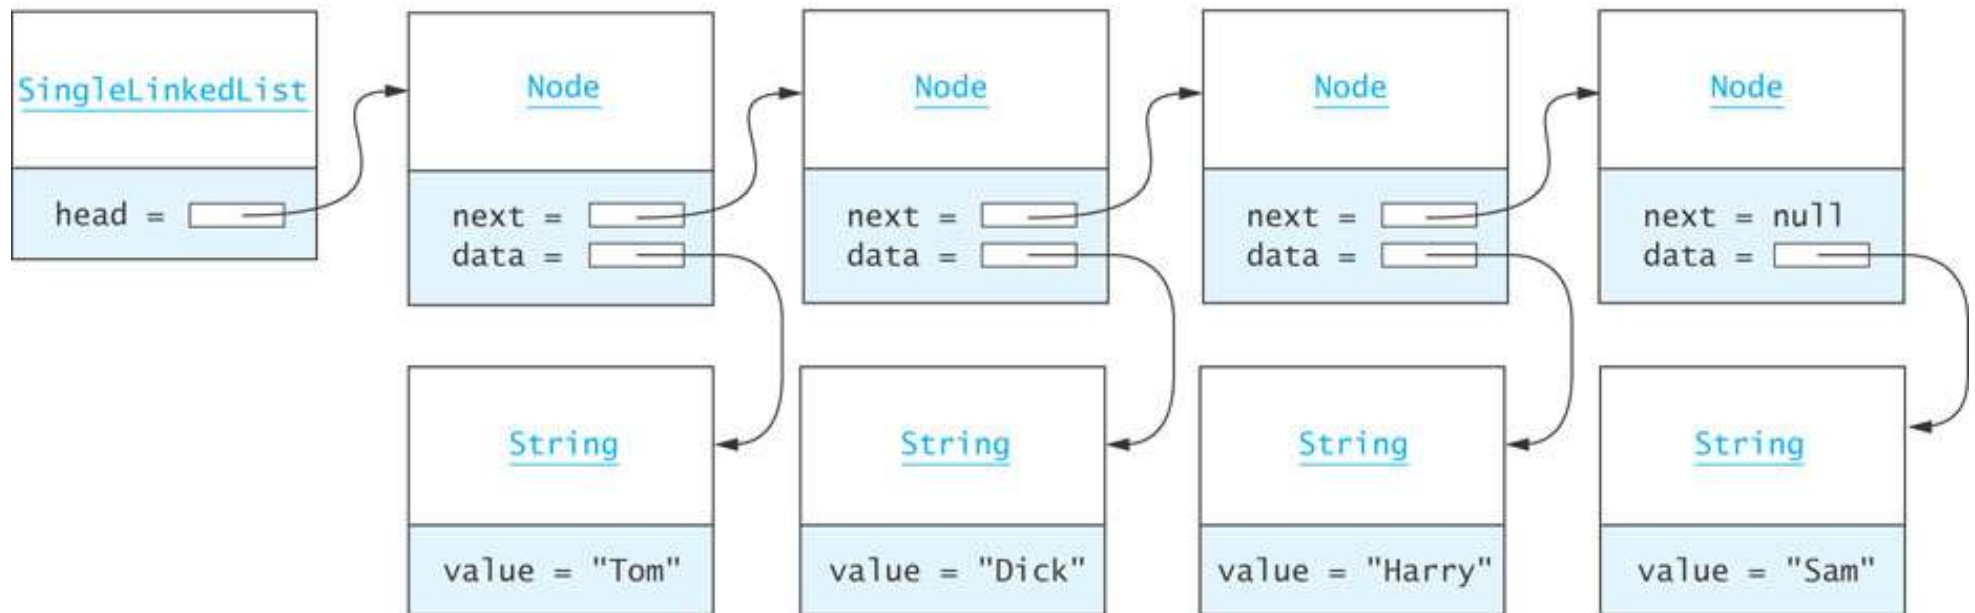 SingleLinkedList
head =
Node
next =
data =
Node
next =
data =
Node
next =
data =
Node
next = null
data =
String
value = "Tom"
String
value = "Dick"
String
value = "Harry"
String
value = "Sam"